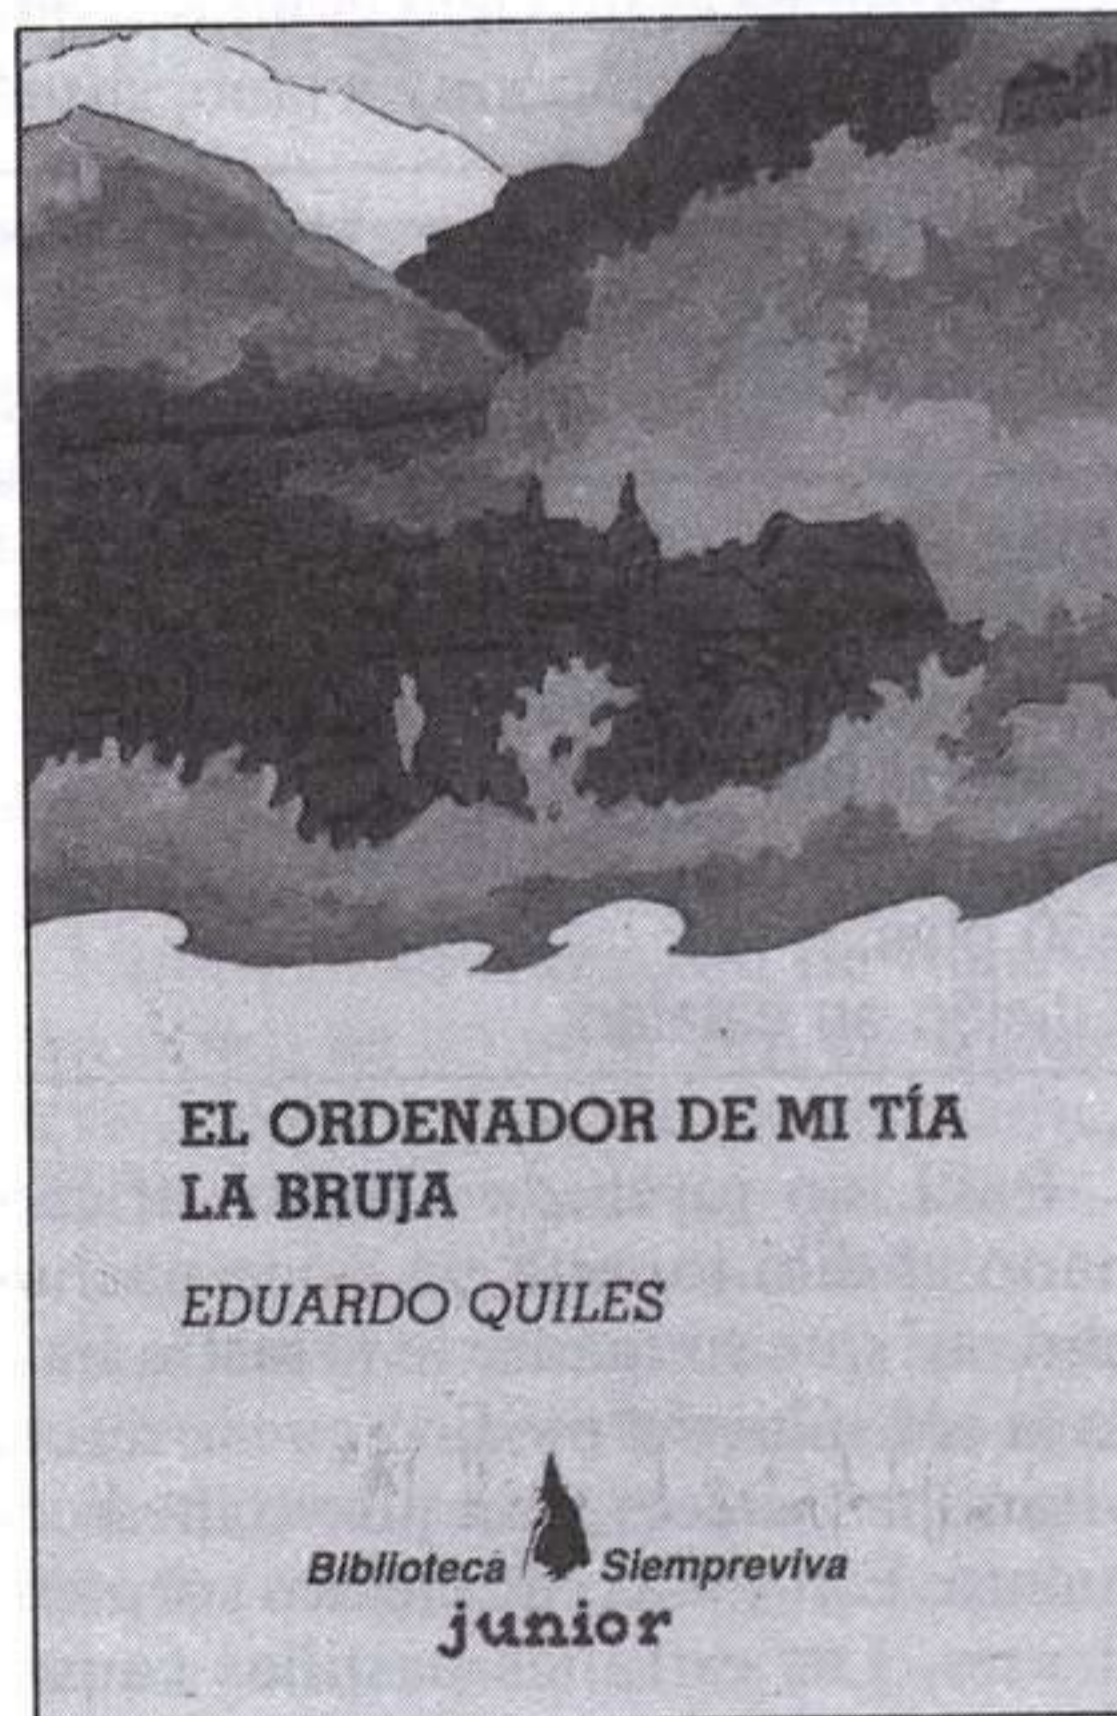 EL ORDENADOR DE MI TÍA
LA BRUJA
EDUARDO QUILES
Biblioteca Siempreviva
junior